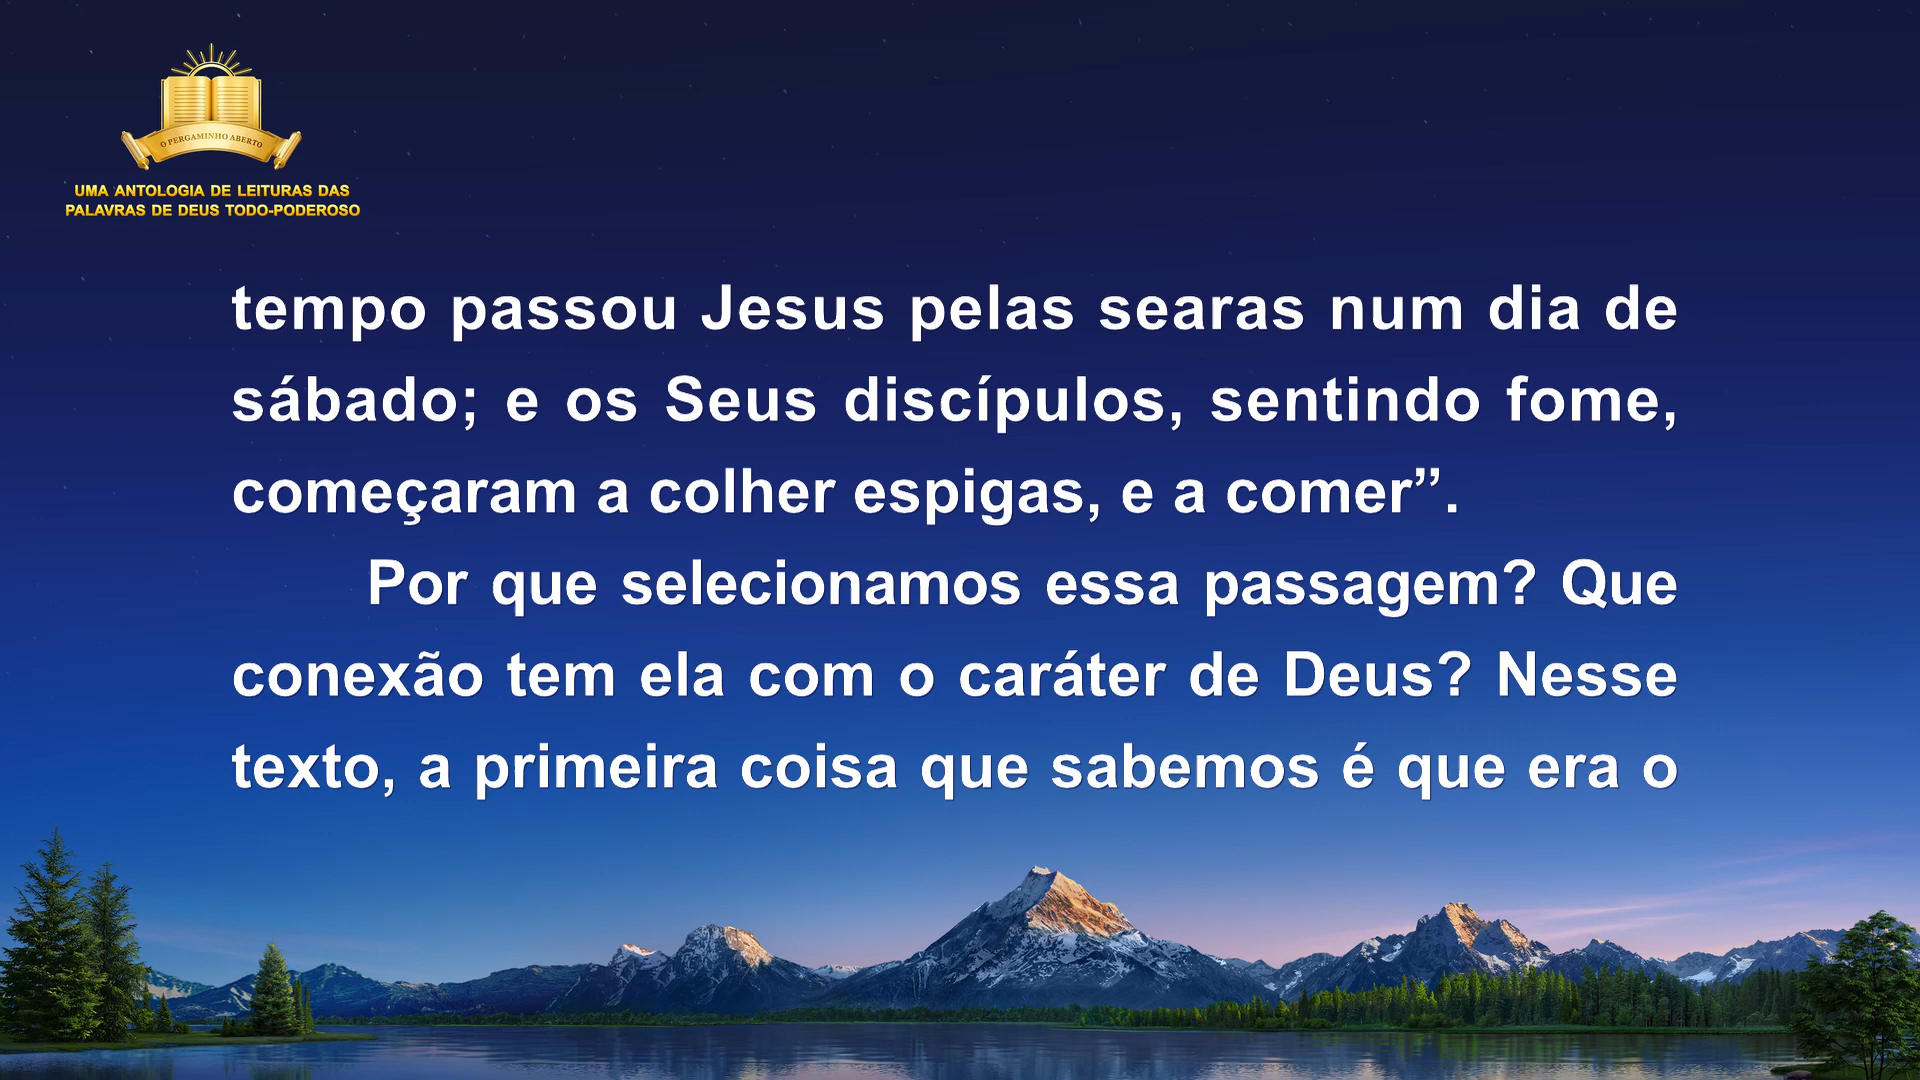 O PERGAMINHO ABERTO
UMA ANTOLOGIA DE LEITURAS DAS
PALAVRAS DE DEUS TODO-PODEROSO
tempo passou Jesus pelas searas num dia de
sábado; e os Seus discípulos, sentindo fome,
começaram a colher espigas, e a comer”.
Por que selecionamos essa passagem? Que
conexão tem ela com o caráter de Deus? Nesse
texto, a primeira coisa que sabemos é que era o